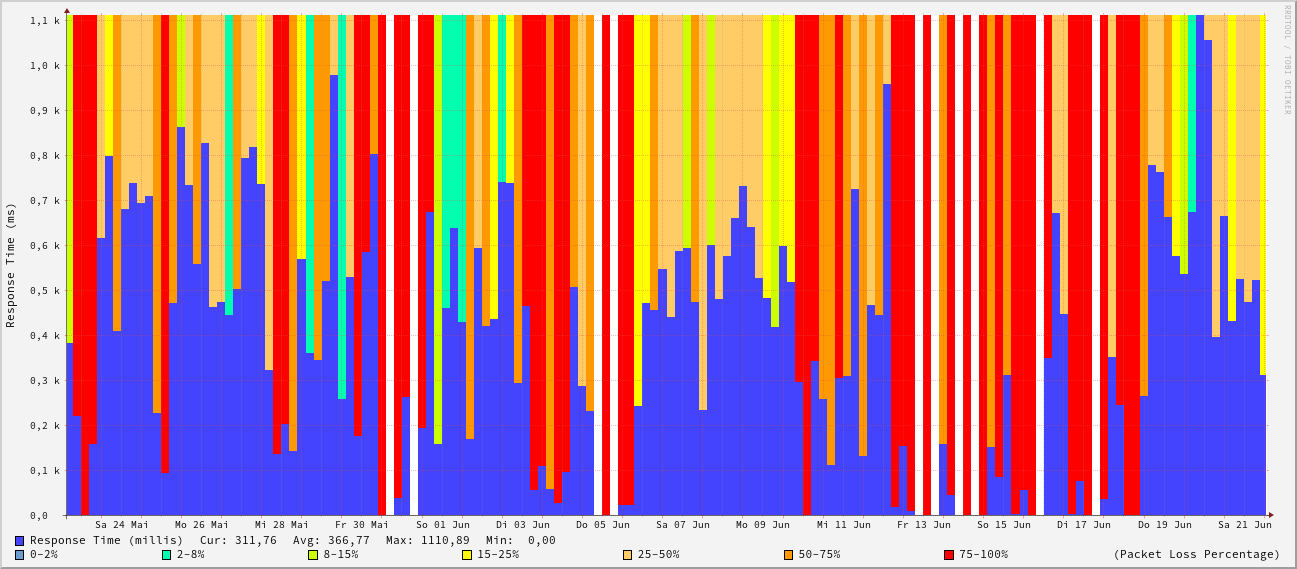 RRDTOOL / TOBI OETIKER
Response Time (ms)
1,1 k
1,0 k
0,9 k
0,8 k
0,7 k
0,6 k
0,5 k
0,4 k
0,3 k
0,2 k
0,1 k
0,0
Sa 24 Mai Mo 26 Mai Mi 28 Mai Fr 30 Mai So 01 Jun Di 03 Jun Do 05 Jun Sa 07 Jun Mo 09 Jun Mi 11 Jun Fr 13 Jun So 15 Jun Di 17 Jun Do 19 Jun Sa 21 Jun
Response Time (millis) Cur: 311,76 Avg: 366,77 Max: 1110,89 Min: 0,00
0-2% 2-8% 8-15% 15-25% 25-50% 50-75% 75-100% (Packet Loss Percentage)